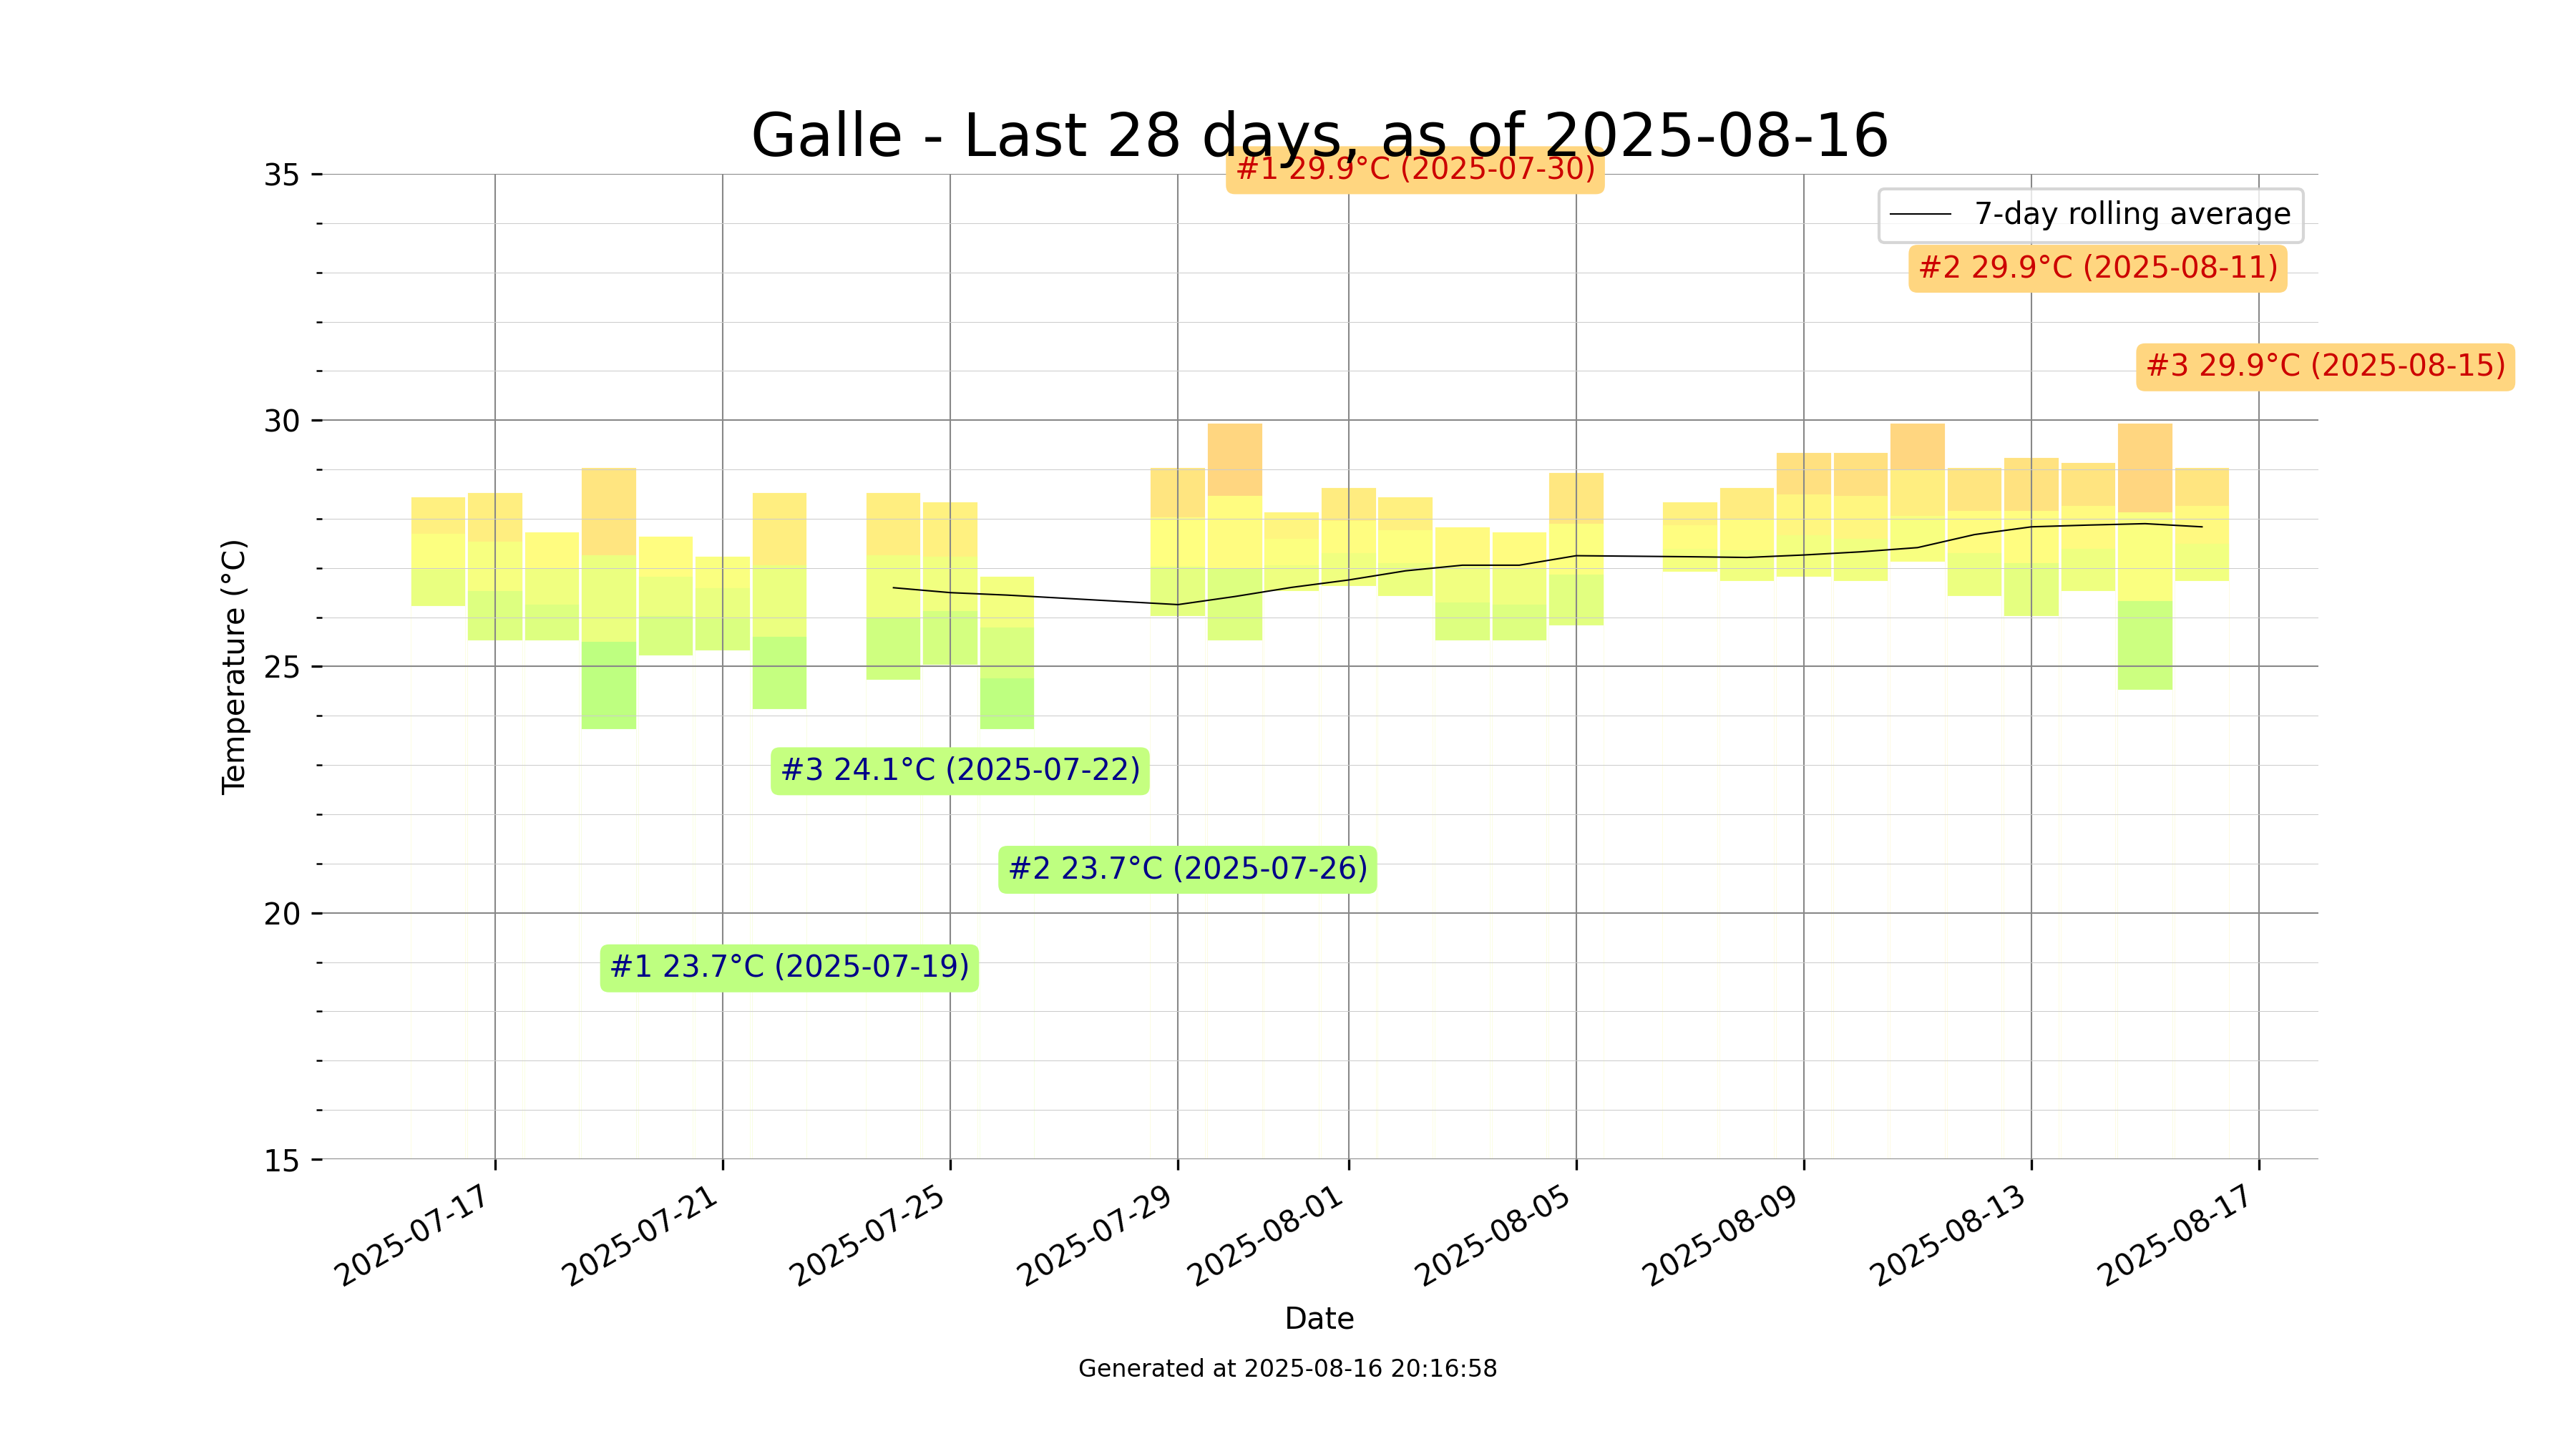 Galle - Last 28 days, as of 2025-08-16
#1 29.9°C (2025-07-30)
7-day rolling average
#2 29.9°C (2025-08-11)
#3 29.9°C (2025-08-15)
#3 24.1°C (2025-07-22)
#2 23.7°C (2025-07-26)
#1 23.7°C (2025-07-19)
Temperature (°C)
35
30
25
20
15
2025-07-17
2025-07-21
2025-07-25
2025-07-29
2025-08-01
2025-08-05
2025-08-09
2025-08-13
2025-08-17
Date
Generated at 2025-08-16 20:16:58